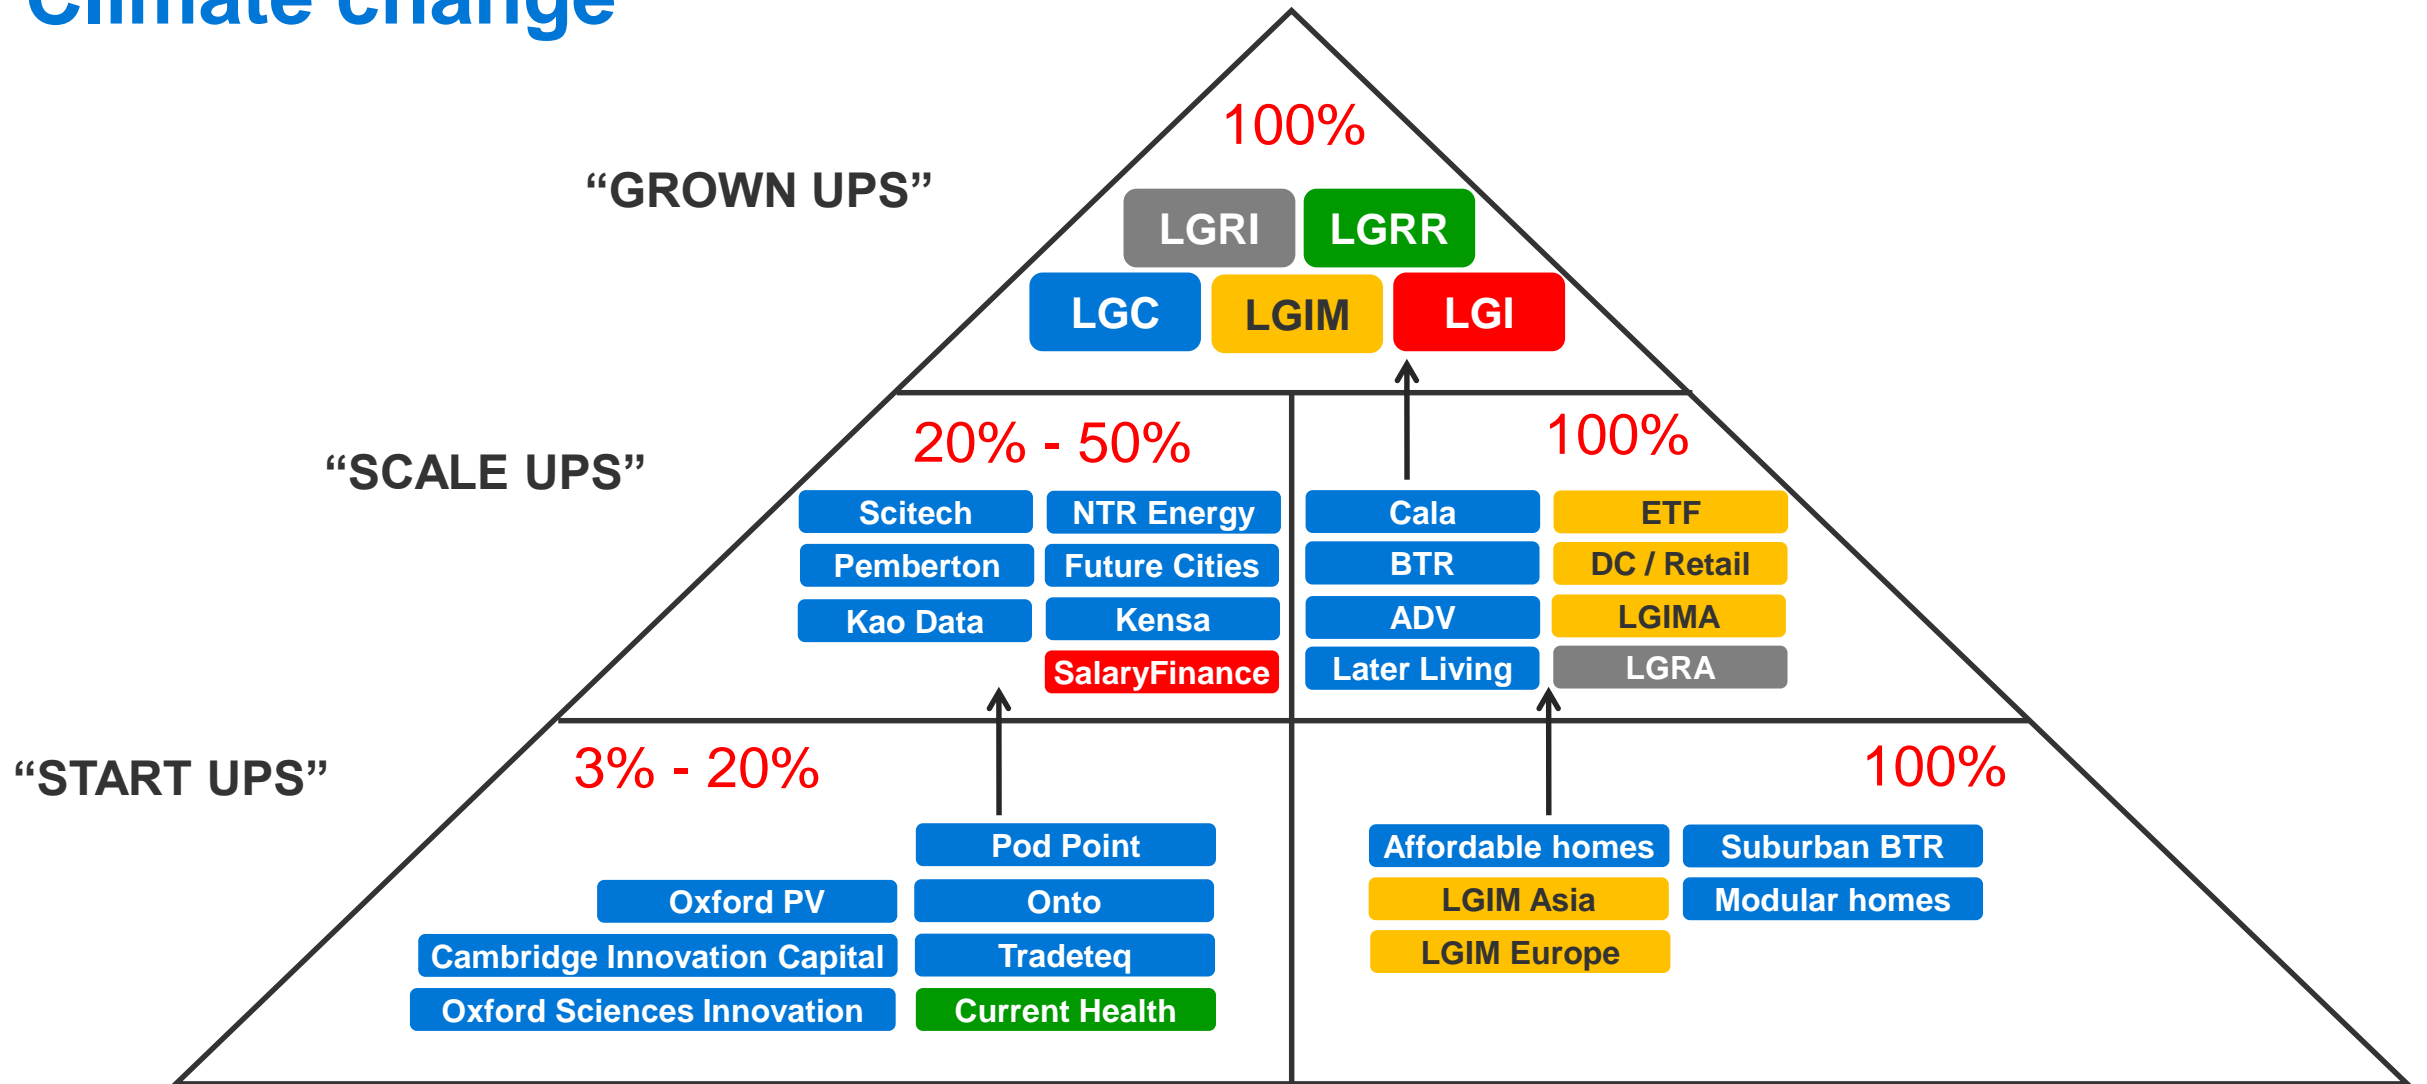 Climate change
100%
“GROWN UPS”
LGRI LGRR
LGC LGIM LGI
20% - 50% 100%
“SCALE UPS”
Scitech NTR Energy Cala ETF
Pemberton Future Cities BTR DC / Retail
Kao Data Kensa ADV LGIMA
SalaryFinance Later Living LGRA
“START UPS” 3% - 20% 100%
Pod Point Affordable homes Suburban BTR
Oxford PV Onto LGIM Asia Modular homes
Cambridge Innovation Capital Tradeteq LGIM Europe
Oxford Sciences Innovation Current Health